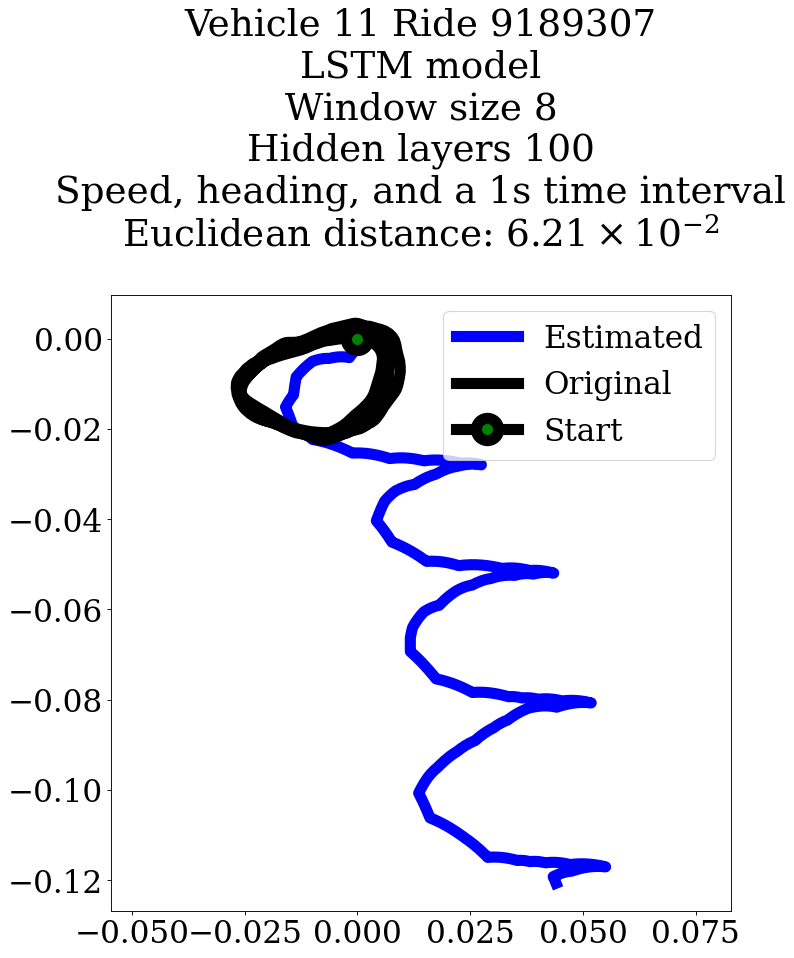 Vehicle 11 Ride 9189307
LSTM model
Window size 8
Hidden layers 100
Speed, heading, and a 1s time interval
Euclidean distance: 6.21 × 10⁻²
Estimated
Original
Start
0.00
−0.02
−0.04
−0.06
−0.08
−0.10
−0.12
−0.050 −0.025 0.000 0.025 0.050 0.075